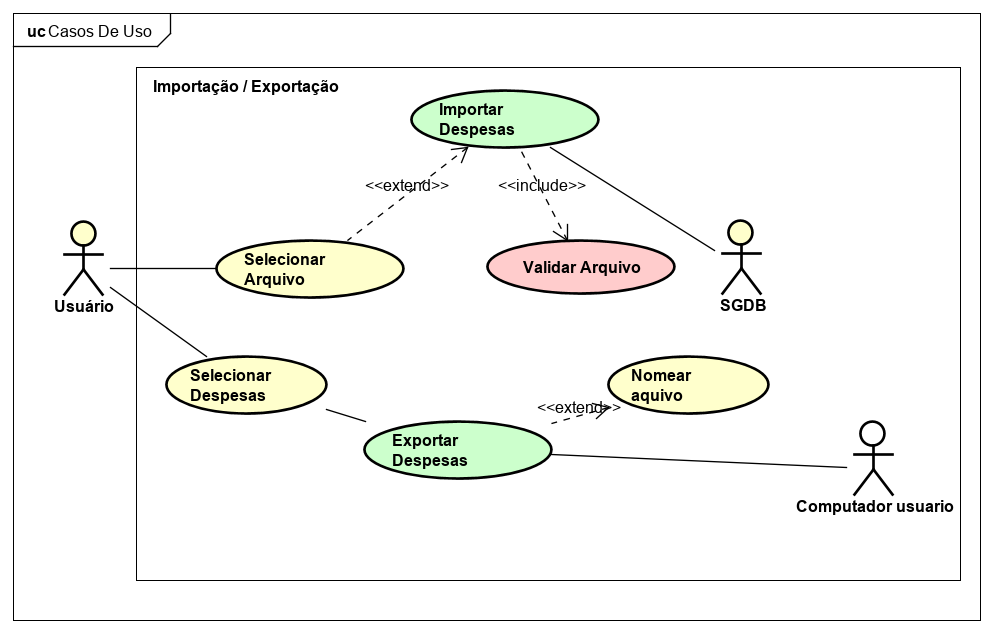 uc Casos De Uso
Importação / Exportação
Importar
Despesas
<<extend>>
<<include>>
Selecionar
Arquivo
Validar Arquivo
Usuário
SGDB
Selecionar
Despesas
Nomear
aquivo
<<extend>>
Exportar
Despesas
Computador usuario